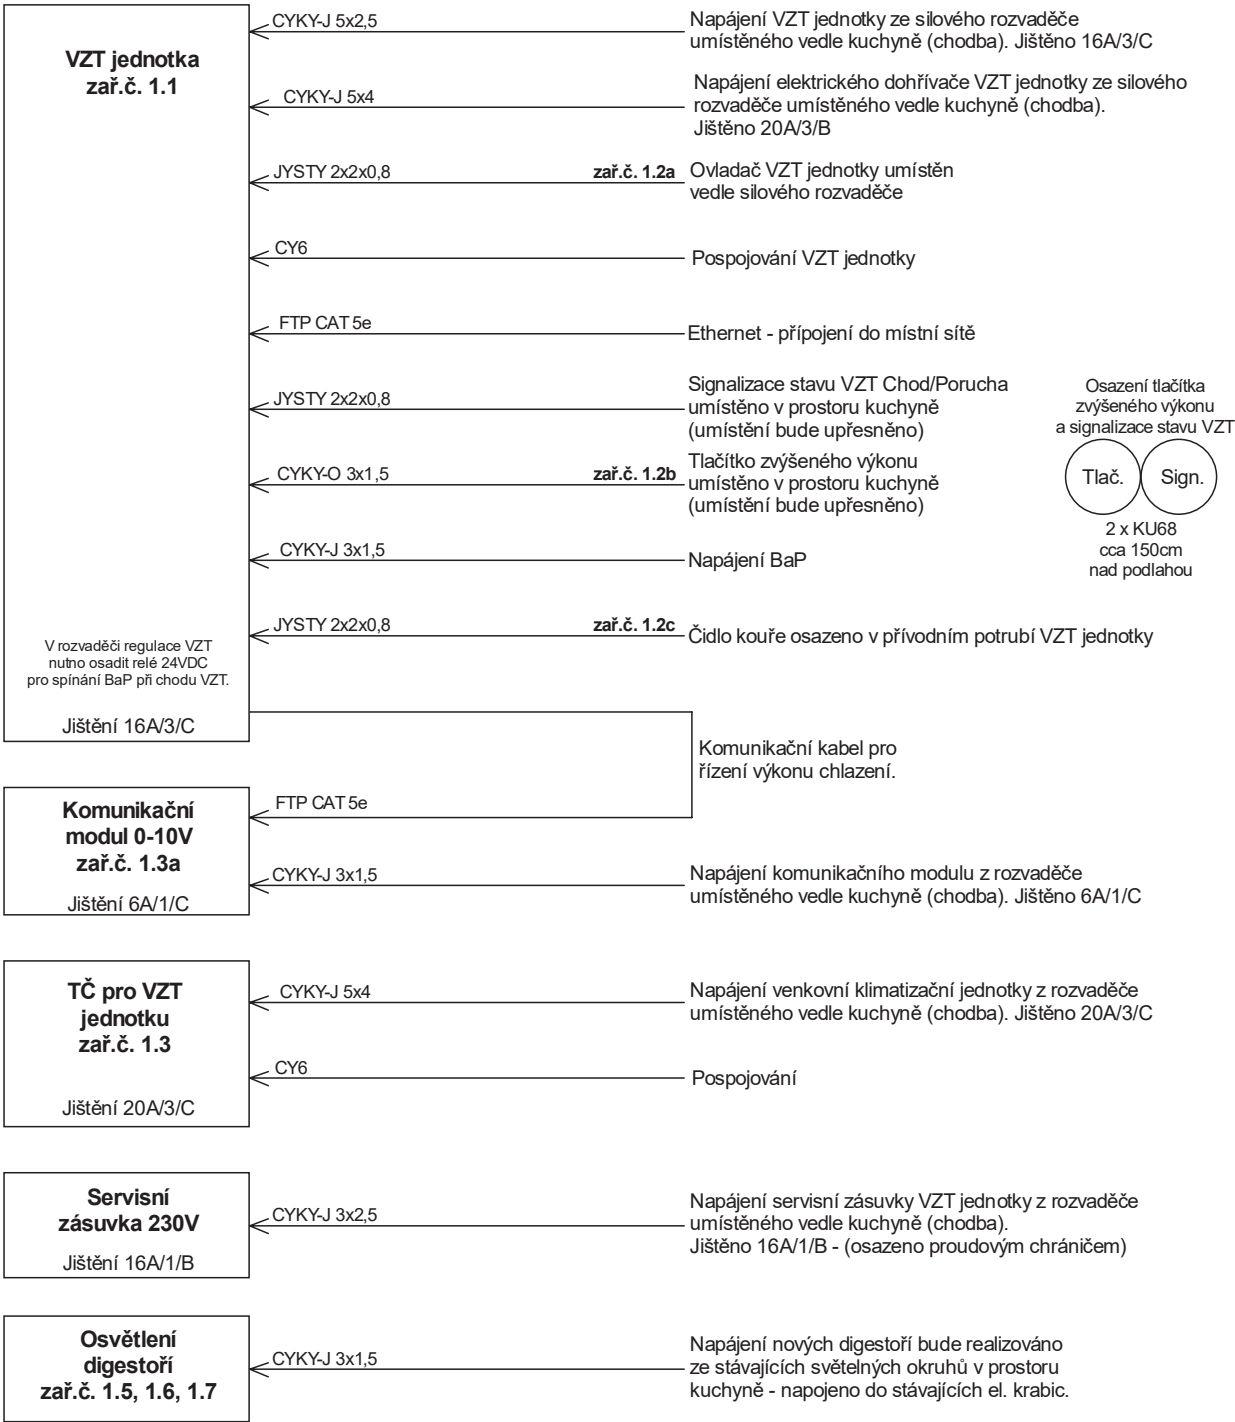 VZT jednotka
zař.č. 1.1
CYKY-J 5x2,5
Napájení VZT jednotky ze silového rozvaděče
umístěného vedle kuchyně (chodba). Jištěno 16A/3/C
CYKY-J 5x4
Napájení elektrického dohřívače VZT jednotky ze silového
rozvaděče umístěného vedle kuchyně (chodba).
Jištěno 20A/3/B
JYSTY 2x2x0,8
zař.č. 1.2a
Ovladač VZT jednotky umístěn
vedle silového rozvaděče
CY6
Pospojování VZT jednotky
FTP CAT 5e
Ethernet - přípojení do místní sítě
JYSTY 2x2x0,8
Signalizace stavu VZT Chod/Porucha
umístěno v prostoru kuchyně
(umístění bude upřesněno)
CYKY-O 3x1,5
zař.č. 1.2b
Tlačítko zvýšeného výkonu
umístěno v prostoru kuchyně
(umístění bude upřesněno)
Osazení tlačítka
zvýšeného výkonu
a signalizace stavu VZT
Tlač.
Sign.
2 x KU68
cca 150cm
nad podlahou
CYKY-J 3x1,5
Napájení BaP
JYSTY 2x2x0,8
zař.č. 1.2c
Čidlo kouře osazeno v přívodním potrubí VZT jednotky
V rozvaděči regulace VZT
nutno osadit relé 24VDC
pro spínání BaP při chodu VZT.
Jištění 16A/3/C
Komunikační kabel pro
řízení výkonu chlazení.
Komunikační
modul 0-10V
zař.č. 1.3a
Jištění 6A/1/C
FTP CAT 5e
CYKY-J 3x1,5
Napájení komunikačního modulu z rozvaděče
umístěného vedle kuchyně (chodba). Jištěno 6A/1/C
TČ pro VZT
jednotku
zař.č. 1.3
Jištění 20A/3/C
CYKY-J 5x4
Napájení venkovní klimatizační jednotky z rozvaděče
umístěného vedle kuchyně (chodba). Jištěno 20A/3/C
CY6
Pospojování
Servisní
zásuvka 230V
Jištění 16A/1/B
CYKY-J 3x2,5
Napájení servisní zásuvky VZT jednotky z rozvaděče
umístěného vedle kuchyně (chodba).
Jištěno 16A/1/B - (osazeno proudovým chráničem)
Osvětlení
digestoří
zař.č. 1.5, 1.6, 1.7
CYKY-J 3x1,5
Napájení nových digestoří bude realizováno
ze stávajících světelných okruhů v prostoru
kuchyně - napojeno do stávajících el. krabic.